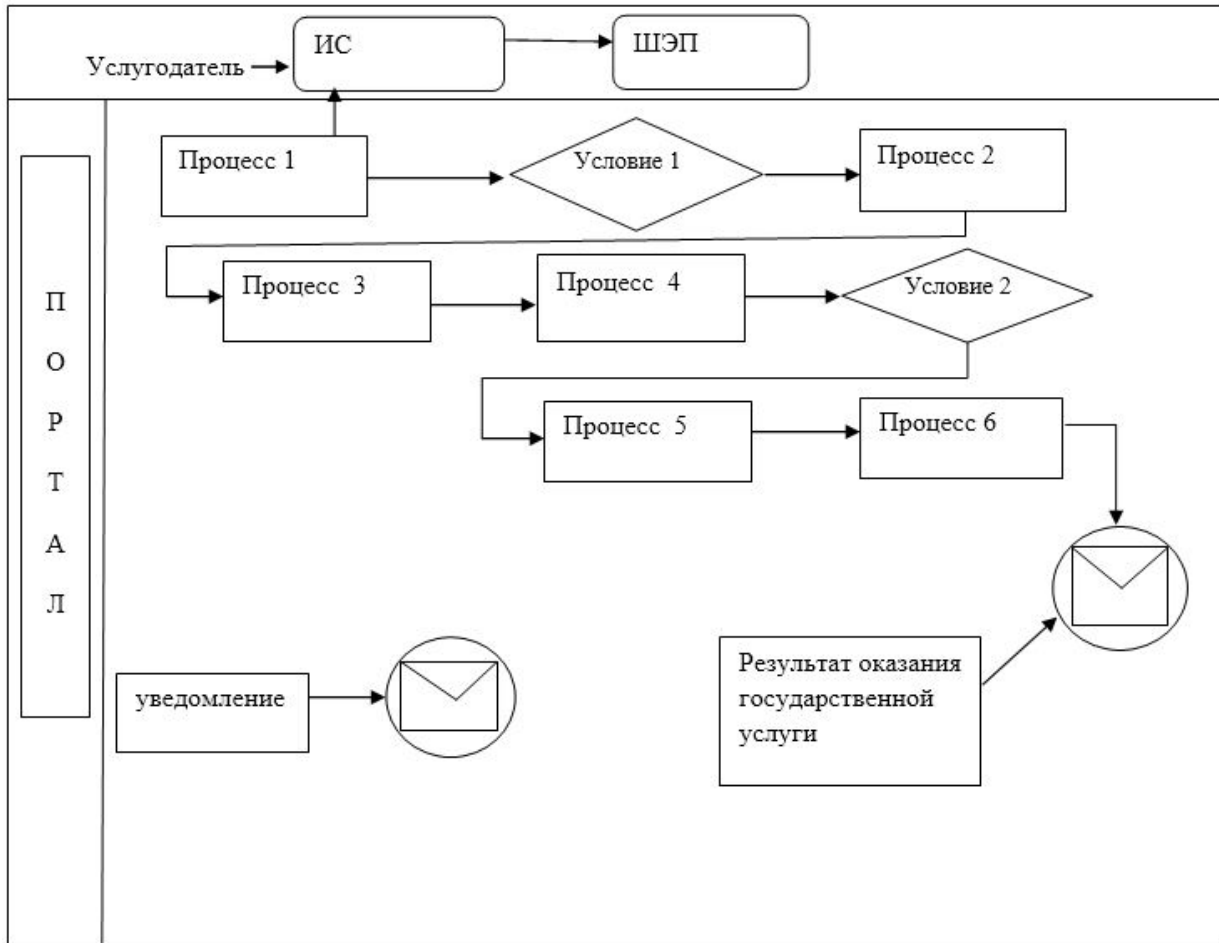 ИС
ШЭП
Услугодатель
Процесс 1
Условие 1
Процесс 2
Процесс 3
Процесс 4
Условие 2
Процесс 5
Процесс 6
П
О
Р
Т
А
Л
уведомление
Результат оказания
государственной
услуги